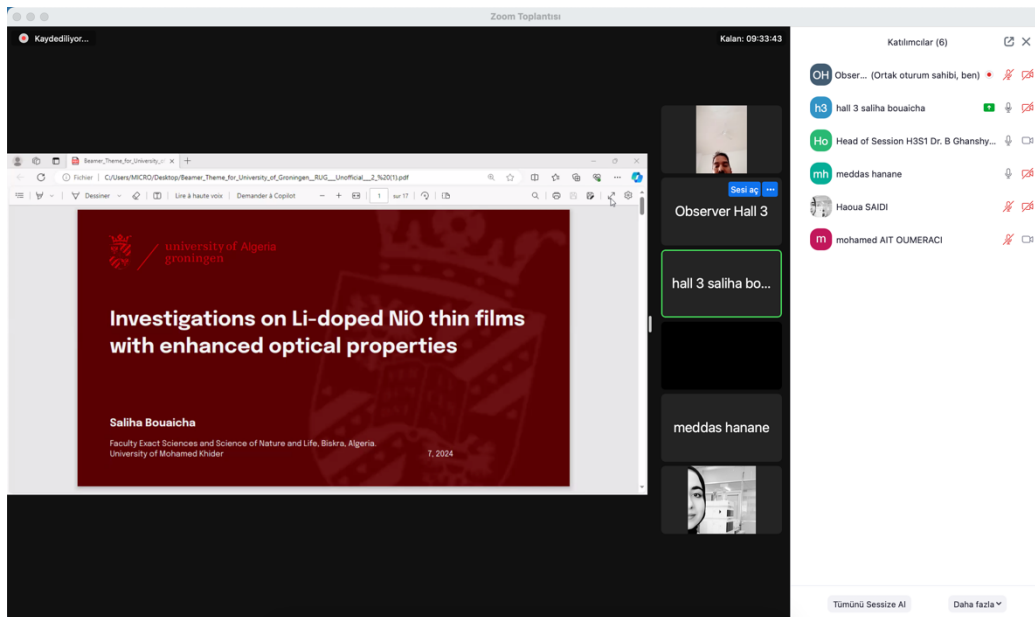 Zoom Toplantısı
Kaydediliyor...
Kalan: 09:33:43
Beamer_Theme_for_University_of
Fichier
C:/Users/MICRO/Desktop/Beamer_Theme_for_University_of_Groningen__RUG__Unofficial__2_%20(1).pdf
Dessiner
Lire à haute voix
Demander à Copilot
1 sur 17
university of Algeria
groningen
Investigations on Li-doped NiO thin films
with enhanced optical properties
Saliha Bouaicha
Faculty Exact Sciences and Science of Nature and Life, Biskra, Algeria.
University of Mohamed Khider
7, 2024
Sesi aç
Observer Hall 3
hall 3 saliha bo...
meddas hanane
Katılımcılar (6)
OH Obser... (Ortak oturum sahibi, ben)
h3 hall 3 saliha bouaicha
Ho Head of Session H3S1 Dr. B Ghanshy...
mh meddas hanane
Haoua SAIDI
m mohamed AIT OUMERACI
Tümünü Sessize Al
Daha fazla